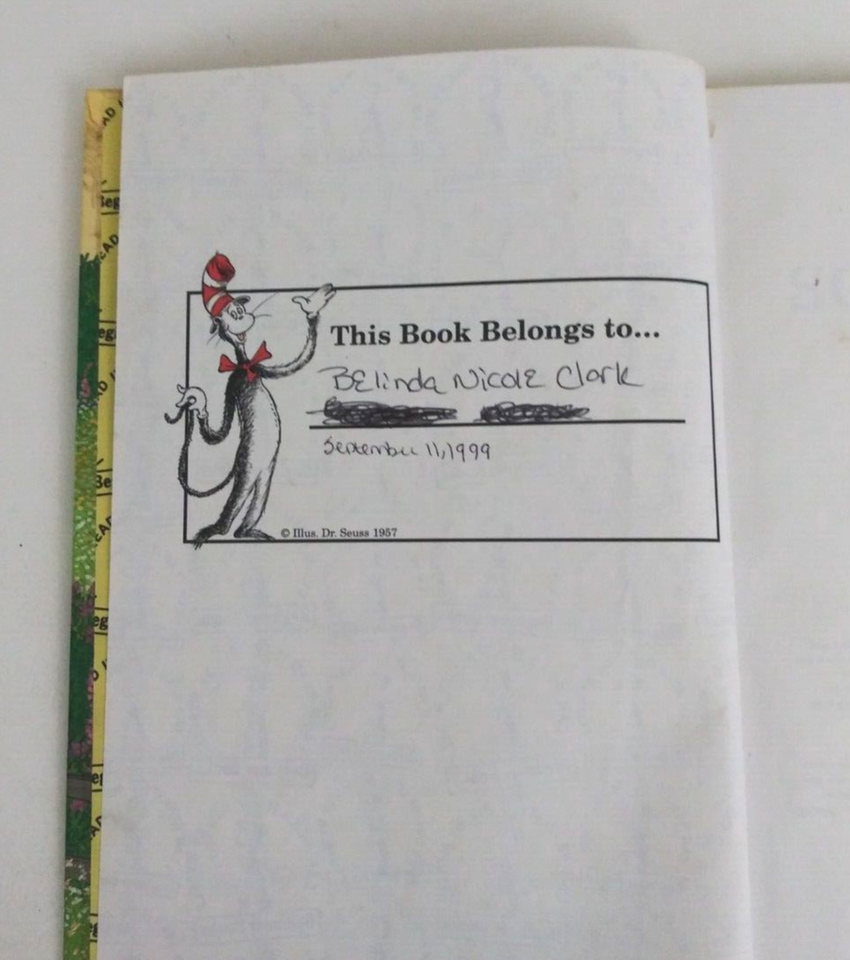 This Book Belongs to...
BElinda NicolE Clark
September 11, 1999
© Illus. Dr. Seuss 1957